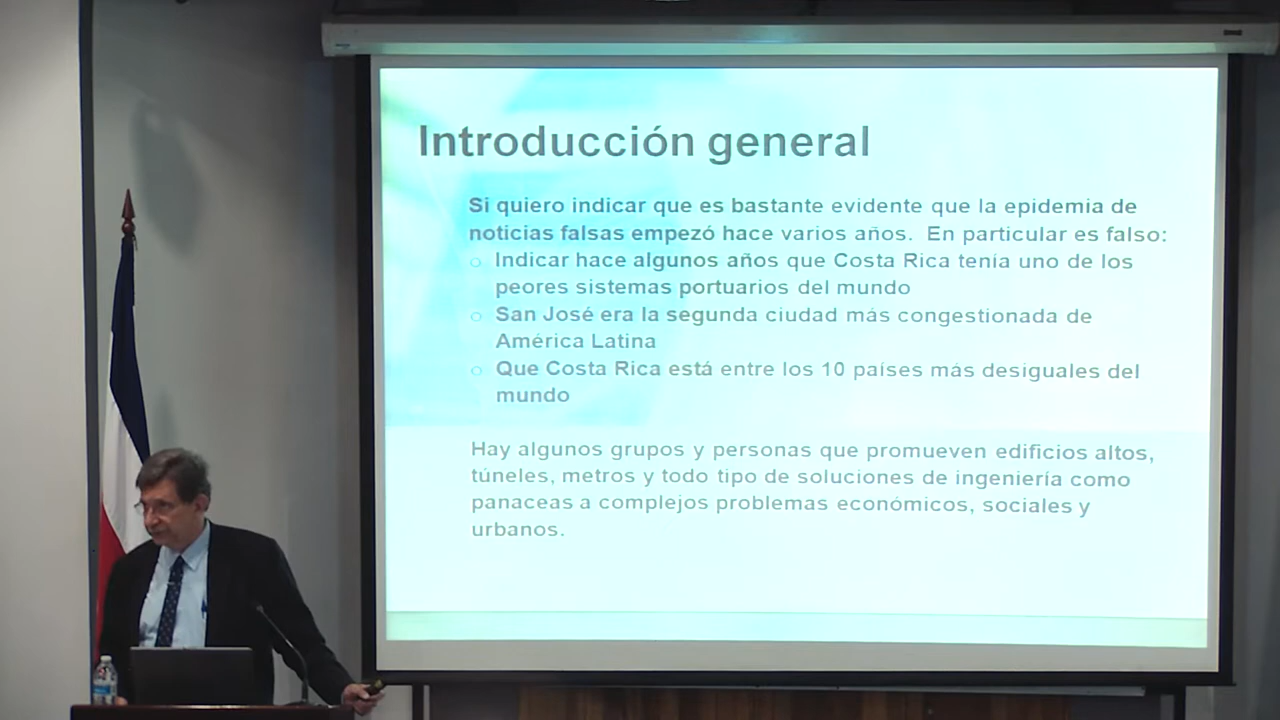 Introducción general
Si quiero indicar que es bastante evidente que la epidemia de
noticias falsas empezó hace varios años. En particular es falso:
o Indicar hace algunos años que Costa Rica tenía uno de los
peores sistemas portuarios del mundo
o San José era la segunda ciudad más congestionada de
América Latina
o Que Costa Rica está entre los 10 países más desiguales del
mundo
Hay algunos grupos y personas que promueven edificios altos,
túneles, metros y todo tipo de soluciones de ingeniería como
panaceas a complejos problemas económicos, sociales y
urbanos.